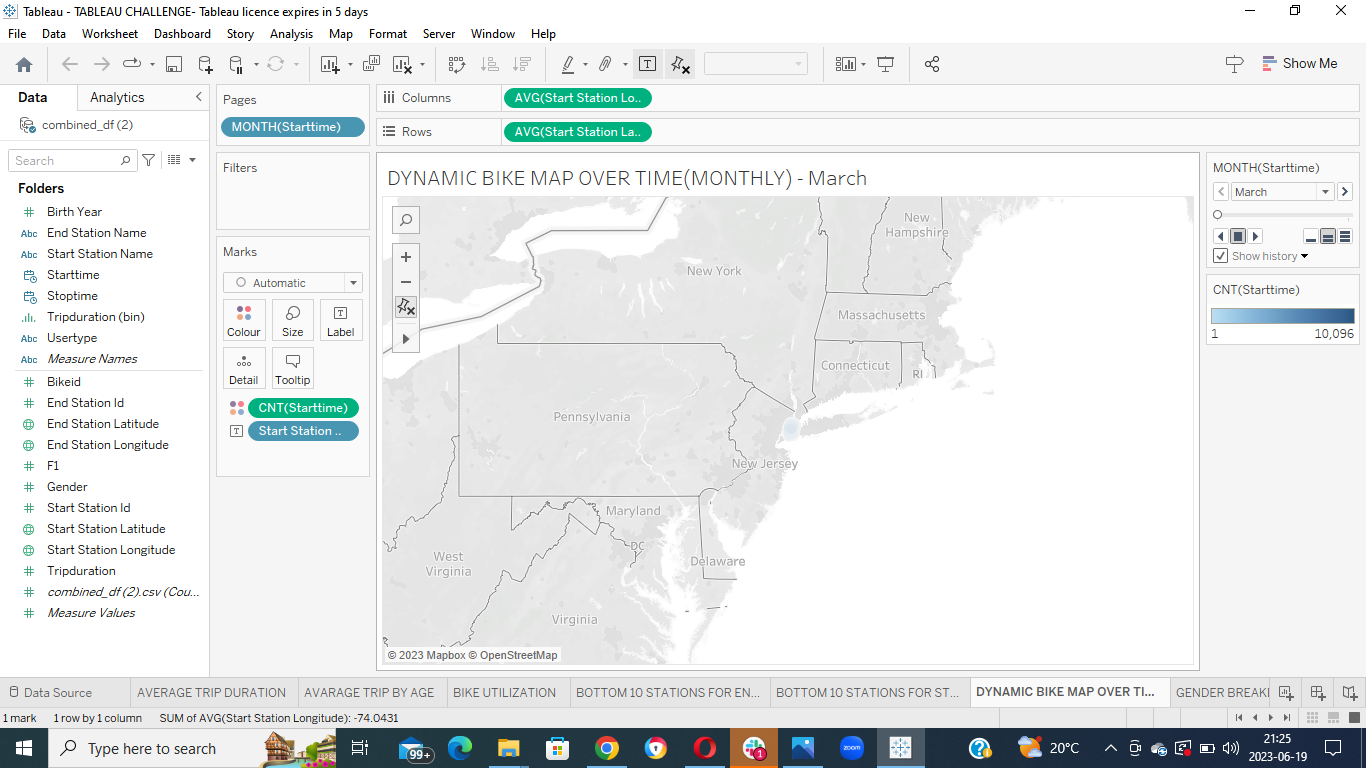 Tableau - TABLEAU CHALLENGE- Tableau licence expires in 5 days
File Data Worksheet Dashboard Story Analysis Map Format Server Window Help
Show Me
Data Analytics
combined_df (2)
Search
Folders
Birth Year
Abc End Station Name
Abc Start Station Name
Starttime
Stoptime
Tripduration (bin)
Abc Usertype
Abc Measure Names
Bikeid
End Station Id
End Station Latitude
End Station Longitude
F1
Gender
Start Station Id
Start Station Latitude
Start Station Longitude
Tripduration
combined_df (2).csv (Cou...
Measure Values
Pages
MONTH(Starttime)
Filters
Marks
Automatic
Colour Size Label
Detail Tooltip
CNT(Starttime)
Start Station ..
Columns AVG(Start Station Lo..
Rows AVG(Start Station La..
DYNAMIC BIKE MAP OVER TIME(MONTHLY) - March
New Hampshire
New York
Massachusetts
Connecticut
RI
Pennsylvania
New Jersey
Maryland
DC
West Virginia
Delaware
Virginia
© 2023 Mapbox © OpenStreetMap
MONTH(Starttime)
March
Show history
CNT(Starttime)
1 10,096
Data Source AVERAGE TRIP DURATION AVARAGE TRIP BY AGE BIKE UTILIZATION BOTTOM 10 STATIONS FOR EN... BOTTOM 10 STATIONS FOR ST... DYNAMIC BIKE MAP OVER TI... GENDER BREAKI
1 mark 1 row by 1 column SUM of AVG(Start Station Longitude): -74.0431
Type here to search
99+
1
zoom
20°C
21:25
2023-06-19